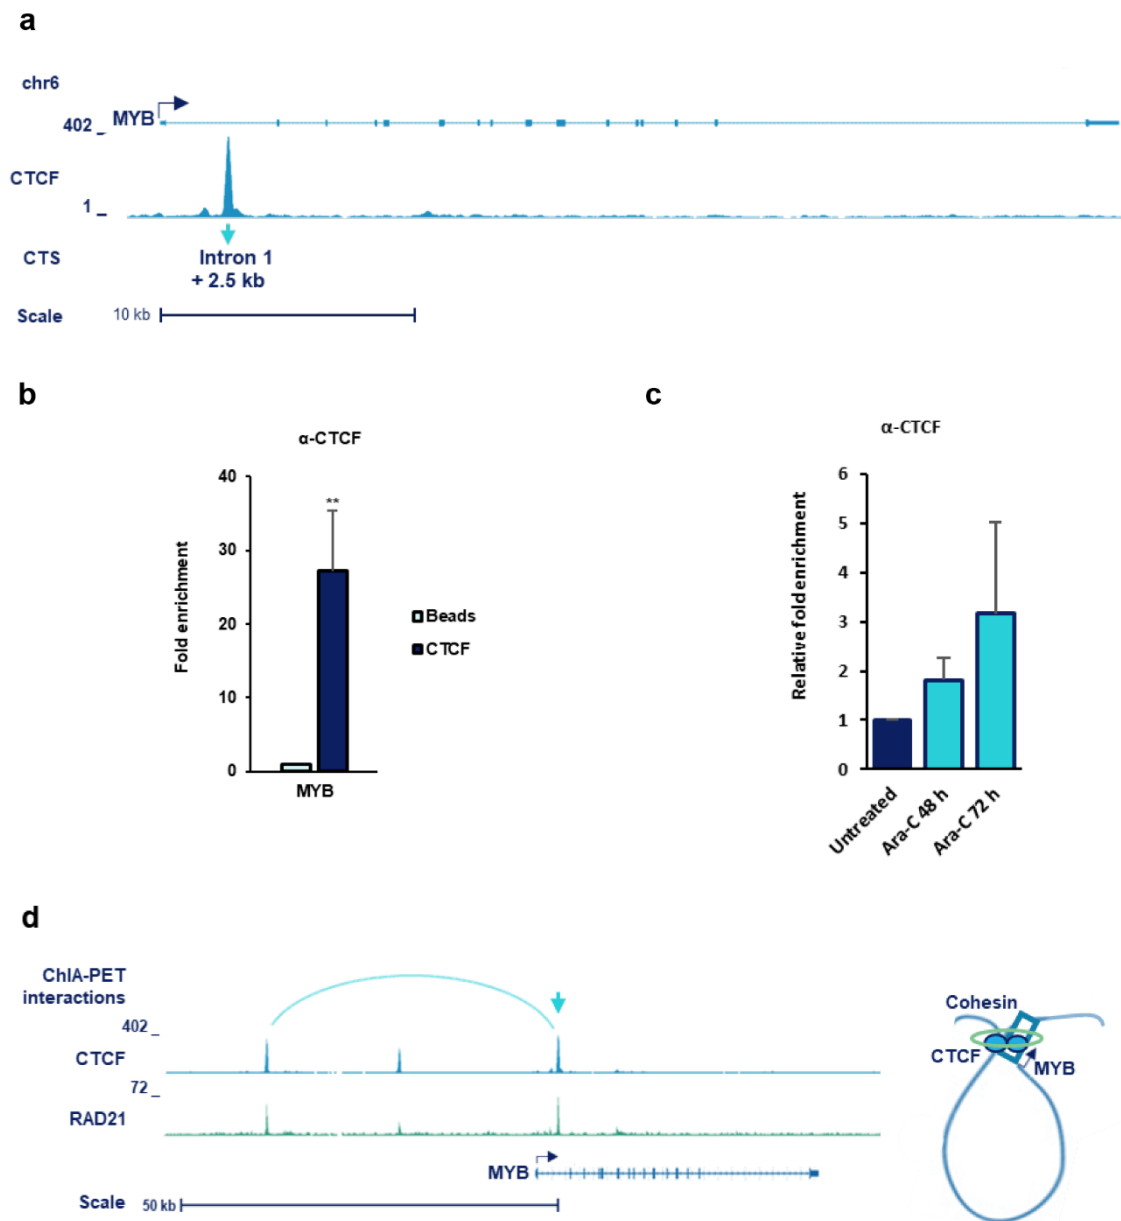 a
chr6
MYB
402 _
CTCF
1 _
CTS
Intron 1
+ 2.5 kb
Scale
10 kb
b
α-CTCF
Fold enrichment
40
30
20
10
0
**
MYB
Beads
CTCF
c
α-CTCF
Relative fold enrichment
6
5
4
3
2
1
0
Untreated
Ara-C 48 h
Ara-C 72 h
d
ChIA-PET
interactions
402 _
CTCF
72 _
RAD21
MYB
Scale
50 kb
Cohesin
CTCF
MYB